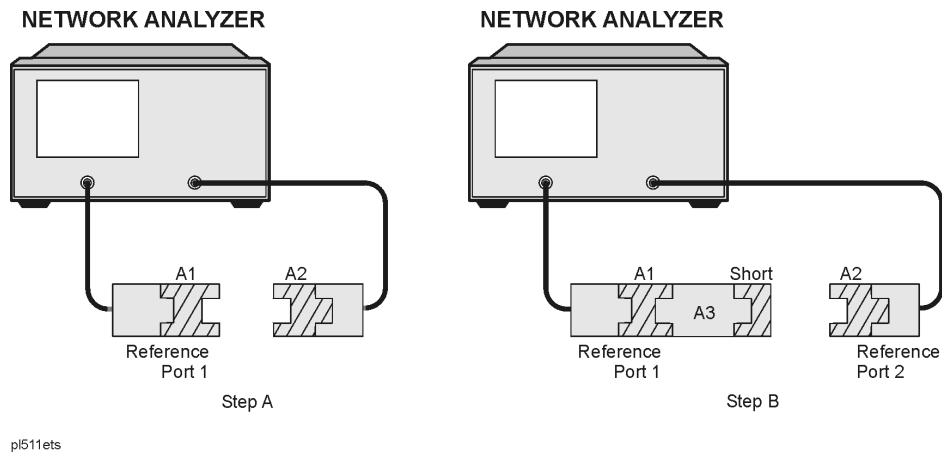 NETWORK ANALYZER
A1
A2
Reference
Port 1
Step A
NETWORK ANALYZER
A1
Short
A2
A3
Reference
Port 1
Reference
Port 2
Step B
pl511ets